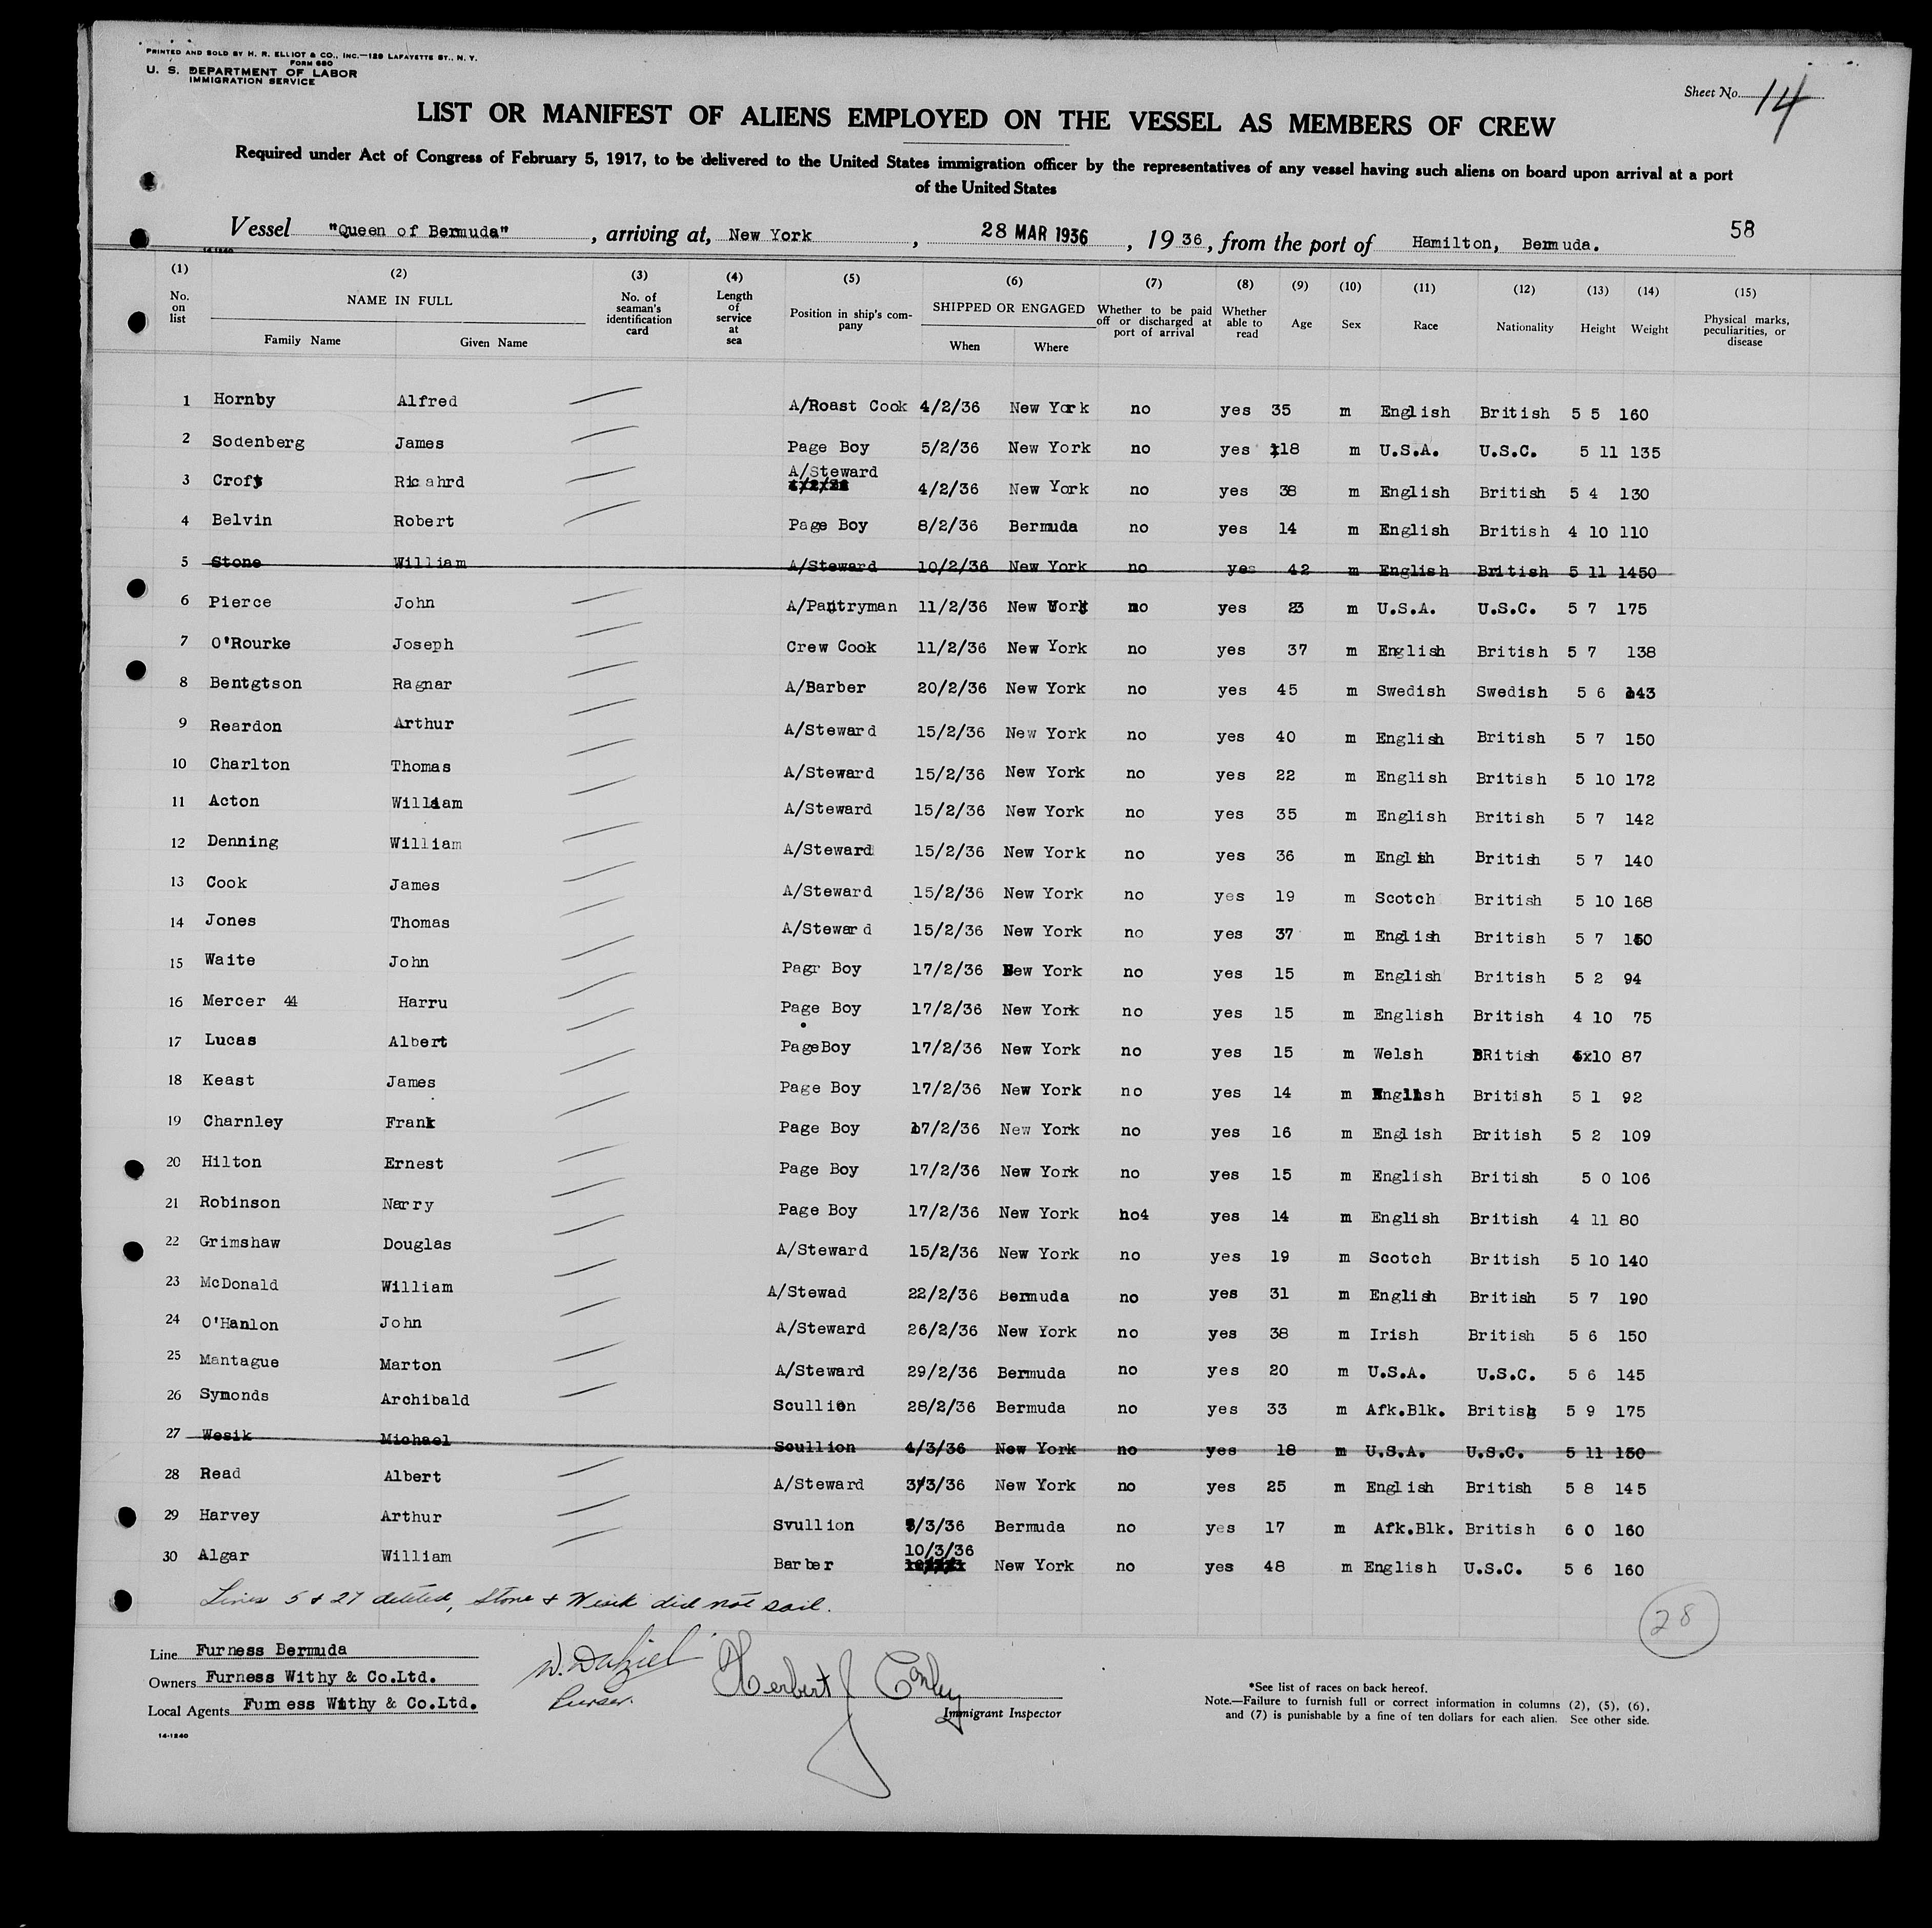 PRINTED AND SOLD BY H. R. ELLIOT & CO., INC.—129 LAFAYETTE ST., N. Y.
FORM 680
U. S. DEPARTMENT OF LABOR
IMMIGRATION SERVICE
Sheet No. 14
LIST OR MANIFEST OF ALIENS EMPLOYED ON THE VESSEL AS MEMBERS OF CREW
Required under Act of Congress of February 5, 1917, to be delivered to the United States immigration officer by the representatives of any vessel having such aliens on board upon arrival at a port
of the United States
58
Vessel "Queen of Bermuda" , arriving at, New York , 28 MAR 1936 , 19 36 , from the port of Hamilton, Bermuda.
14-1240
(1) (2) (3) (4) (5) (6) (7) (8) (9) (10) (11) (12) (13) (14) (15)
No. on list NAME IN FULL Family Name Given Name No. of seaman's identification card Length of service at sea Position in ship's company SHIPPED OR ENGAGED When Where Whether to be paid off or discharged at port of arrival Whether able to read Age Sex Race Nationality Height Weight Physical marks, peculiarities, or disease
1 Hornby Alfred A/Roast Cook 4/2/36 New York no yes 35 m English British 5 5 160
2 Sodenberg James Page Boy 5/2/36 New York no yes 18 m U.S.A. U.S.C. 5 11 135
3 Croft Ricahrd A/Steward 4/2/36 New York no yes 38 m English British 5 4 130
4 Belvin Robert Page Boy 8/2/36 Bermuda no yes 14 m English British 4 10 110
5 Stone William A/Steward 10/2/36 New York no yes 42 m English British 5 11 1450
6 Pierce John A/Pantryman 11/2/36 New York no yes 23 m U.S.A. U.S.C. 5 7 175
7 O'Rourke Joseph Crew Cook 11/2/36 New York no yes 37 m English British 5 7 138
8 Bentgtson Ragnar A/Barber 20/2/36 New York no yes 45 m Swedish Swedish 5 6 143
9 Reardon Arthur A/Steward 15/2/36 New York no yes 40 m English British 5 7 150
10 Charlton Thomas A/Steward 15/2/36 New York no yes 22 m English British 5 10 172
11 Acton William A/Steward 15/2/36 New York no yes 35 m English British 5 7 142
12 Denning William A/Steward 15/2/36 New York no yes 36 m English British 5 7 140
13 Cook James A/Steward 15/2/36 New York no yes 19 m Scotch British 5 10 168
14 Jones Thomas A/Steward 15/2/36 New York no yes 37 m English British 5 7 150
15 Waite John Pagr Boy 17/2/36 New York no yes 15 m English British 5 2 94
16 Mercer 44 Harru Page Boy 17/2/36 New York no yes 15 m English British 4 10 75
17 Lucas Albert PageBoy 17/2/36 New York no yes 15 m Welsh BRitish 4x10 87
18 Keast James Page Boy 17/2/36 New York no yes 14 m English British 5 1 92
19 Charnley Frank Page Boy 17/2/36 New York no yes 16 m English British 5 2 109
20 Hilton Ernest Page Boy 17/2/36 New York no yes 15 m English British 5 0 106
21 Robinson Narry Page Boy 17/2/36 New York no4 yes 14 m English British 4 11 80
22 Grimshaw Douglas A/Steward 15/2/36 New York no yes 19 m Scotch British 5 10 140
23 McDonald William A/Stewad 22/2/36 Bermuda no yes 31 m English British 5 7 190
24 O'Hanlon John A/Steward 26/2/36 New York no yes 38 m Irish British 5 6 150
25 Mantague Marton A/Steward 29/2/36 Bermuda no yes 20 m U.S.A. U.S.C. 5 6 145
26 Symonds Archibald Scullion 28/2/36 Bermuda no yes 33 m Afk.Blk. British 5 9 175
27 Wesik Michael Scullion 4/3/36 New York no yes 18 m U.S.A. U.S.C. 5 11 150
28 Read Albert A/Steward 3/3/36 New York no yes 25 m English British 5 8 145
29 Harvey Arthur Svullion /3/36 Bermuda no yes 17 m Afk.Blk. British 6 0 160
30 Algar William Barber 10/3/36 New York no yes 48 m English U.S.C. 5 6 160
Lines 5 & 27 deleted, Stone & Wesik did not sail.
28
Line Furness Bermuda
Owners Furness Withy & Co.Ltd.
Local Agents Furness Withy & Co.Ltd.
14-1240
W. Dalziel
Purser.
Herbert J Conley
Immigrant Inspector
*See list of races on back hereof.
Note.—Failure to furnish full or correct information in columns (2), (5), (6),
and (7) is punishable by a fine of ten dollars for each alien. See other side.